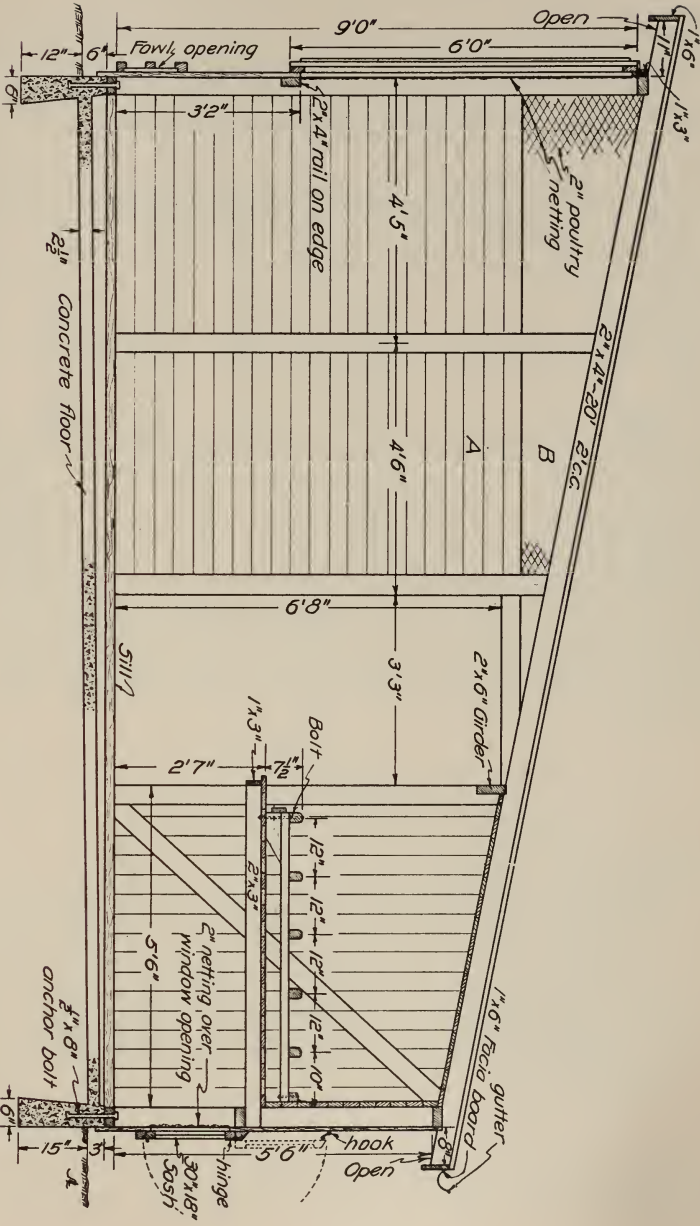 Open
1"x6"
9'0"
1"
6'0"
1"x3"
12"
6"
Fowl opening
6"
3'2"
2"x4" rail on edge
2" poultry
netting
4'5"
2½"
Concrete floor
2"x4"-20' 2'c.c.
B
A
4'6"
6'8"
Sill
3'3"
2"x6" Girder
1"x3"
Bolt
2'7"
7½"
2"x3"
12"
12"
12"
12"
10"
5'6"
2" netting over
window opening
1"x6" Facia board
gutter
½"x8"
anchor bolt
6"
15"
3"
5'6"
hook
hinge
30"x18"
Sash
Open
8"